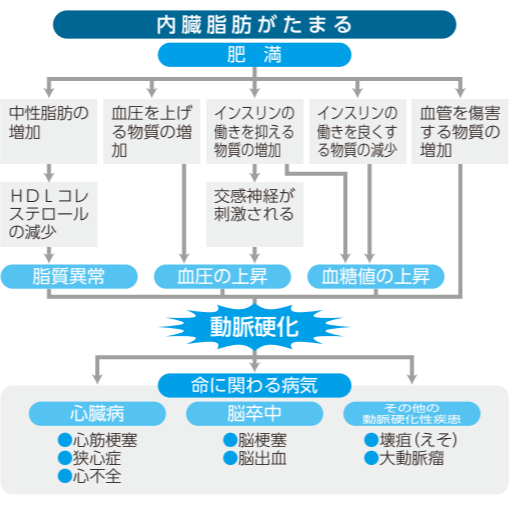 内臓脂肪がたまる
肥満
中性脂肪の
増加
血圧を上げ
る物質の増
加
インスリンの
働きを抑える
物質の増加
インスリンの
働きを良くす
る物質の減少
血管を傷害
する物質の
増加
ＨＤＬコレ
ステロール
の減少
交感神経が
刺激される
脂質異常
血圧の上昇
血糖値の上昇
動脈硬化
命に関わる病気
心臓病
●心筋梗塞
●狭心症
●心不全
脳卒中
●脳梗塞
●脳出血
その他の
動脈硬化性疾患
●壊疽（えそ）
●大動脈瘤